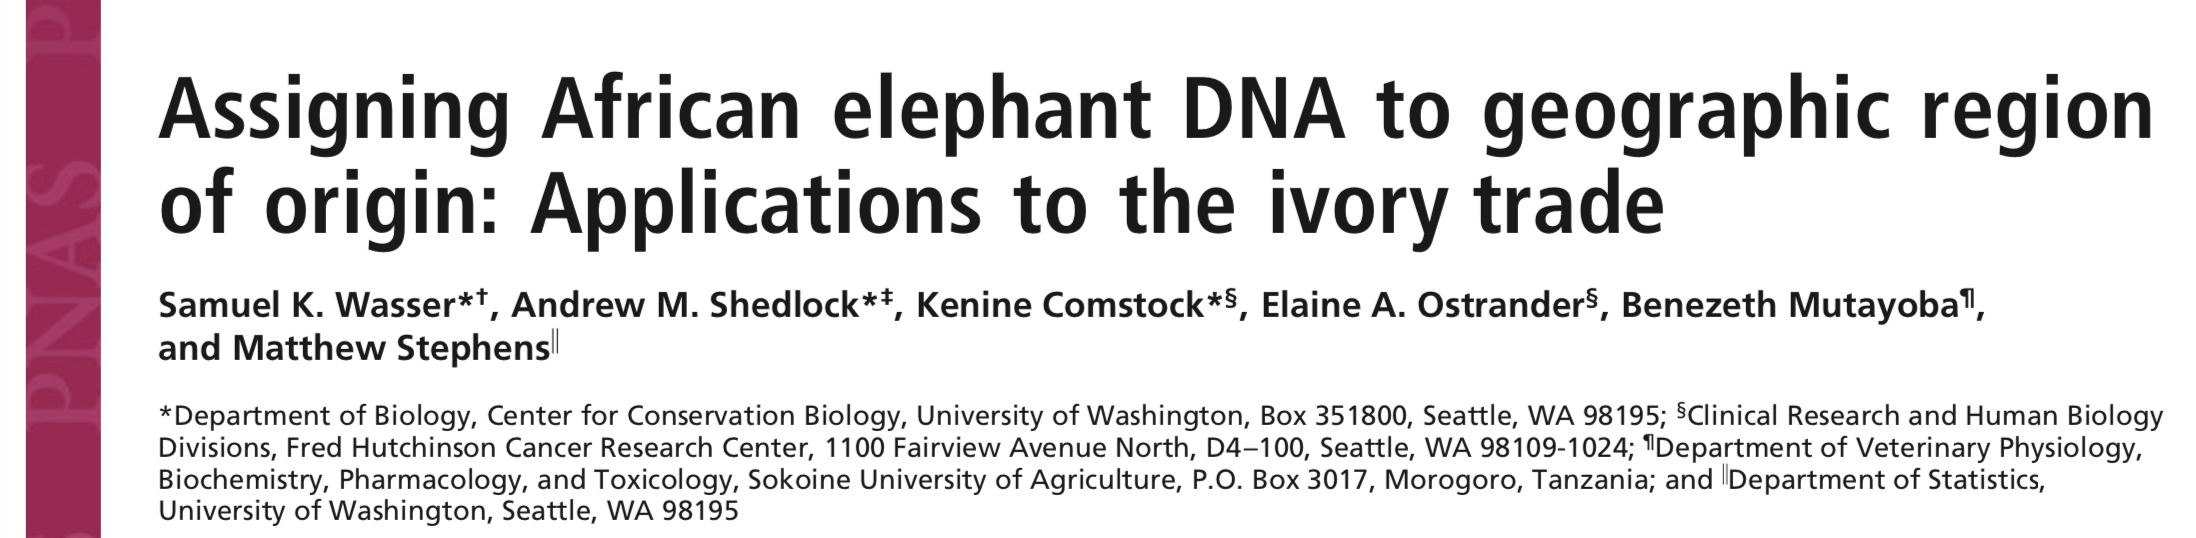 Assigning African elephant DNA to geographic region
of origin: Applications to the ivory trade
Samuel K. Wasser*†, Andrew M. Shedlock*‡, Kenine Comstock*§, Elaine A. Ostrander§, Benezeth Mutayoba¶,
and Matthew Stephens‖
*Department of Biology, Center for Conservation Biology, University of Washington, Box 351800, Seattle, WA 98195; §Clinical Research and Human Biology
Divisions, Fred Hutchinson Cancer Research Center, 1100 Fairview Avenue North, D4–100, Seattle, WA 98109-1024; ¶Department of Veterinary Physiology,
Biochemistry, Pharmacology, and Toxicology, Sokoine University of Agriculture, P.O. Box 3017, Morogoro, Tanzania; and ‖Department of Statistics,
University of Washington, Seattle, WA 98195
PNAS P